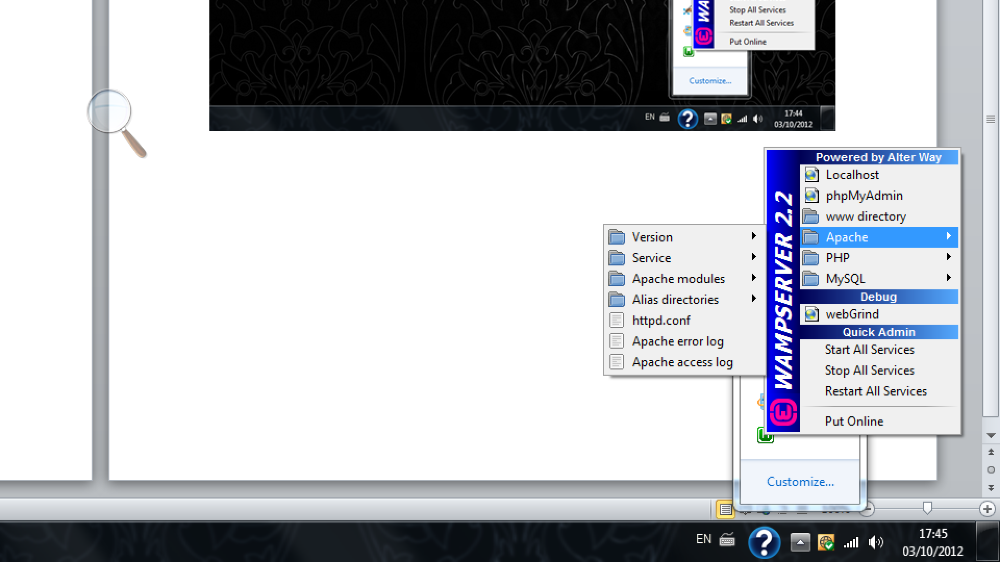 Stop All Services
Restart All Services
Put Online
Customize...
EN
17:44
03/10/2012
Powered by Alter Way
Localhost
phpMyAdmin
www directory
Apache
PHP
MySQL
Debug
webGrind
Quick Admin
Start All Services
Stop All Services
Restart All Services
Put Online
WAMPSERVER 2.2
Version
Service
Apache modules
Alias directories
httpd.conf
Apache error log
Apache access log
Customize...
EN
17:45
03/10/2012